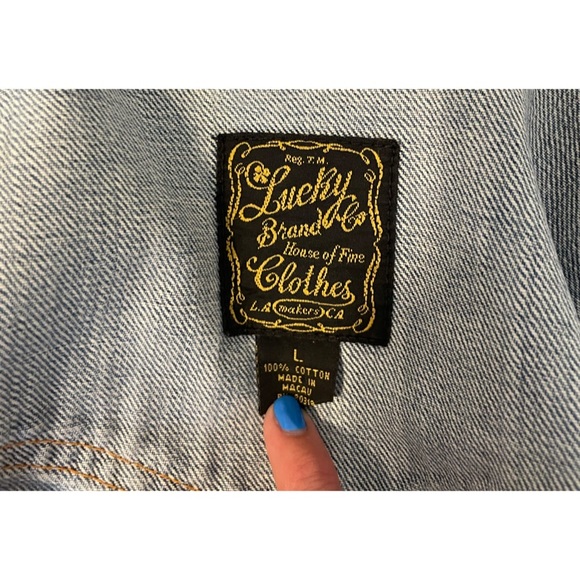 Reg. T.M.
Lucky
Brand & Co
House of Fine
Clothes
L.A makers CA
L
100% COTTON
MADE IN
MACAU